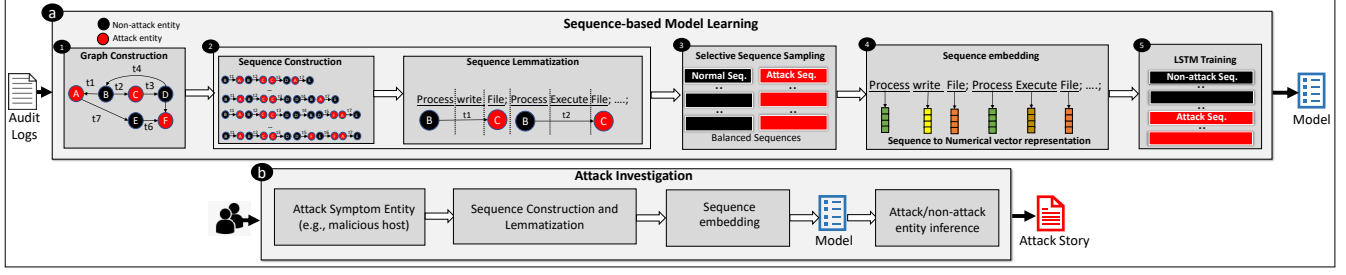 a
Sequence-based Model Learning
Non-attack entity
Attack entity
1
Graph Construction
t4
t1
t2
t3
A
B
C
D
t7
E
t6
F
Audit
Logs
2
Sequence Construction
Sequence Lemmatization
Process write File; Process Execute File; ....;
B
t1
C
B
t2
C
3
Selective Sequence Sampling
Normal Seq.
Attack Seq.
Balanced Sequences
4
Sequence embedding
Process write File; Process Execute File; ....;
Sequence to Numerical vector representation
5
LSTM Training
Non-attack Seq.
Attack Seq.
Model
b
Attack Investigation
Attack Symptom Entity
(e.g., malicious host)
Sequence Construction and
Lemmatization
Sequence
embedding
Model
Attack/non-attack
entity inference
Attack Story